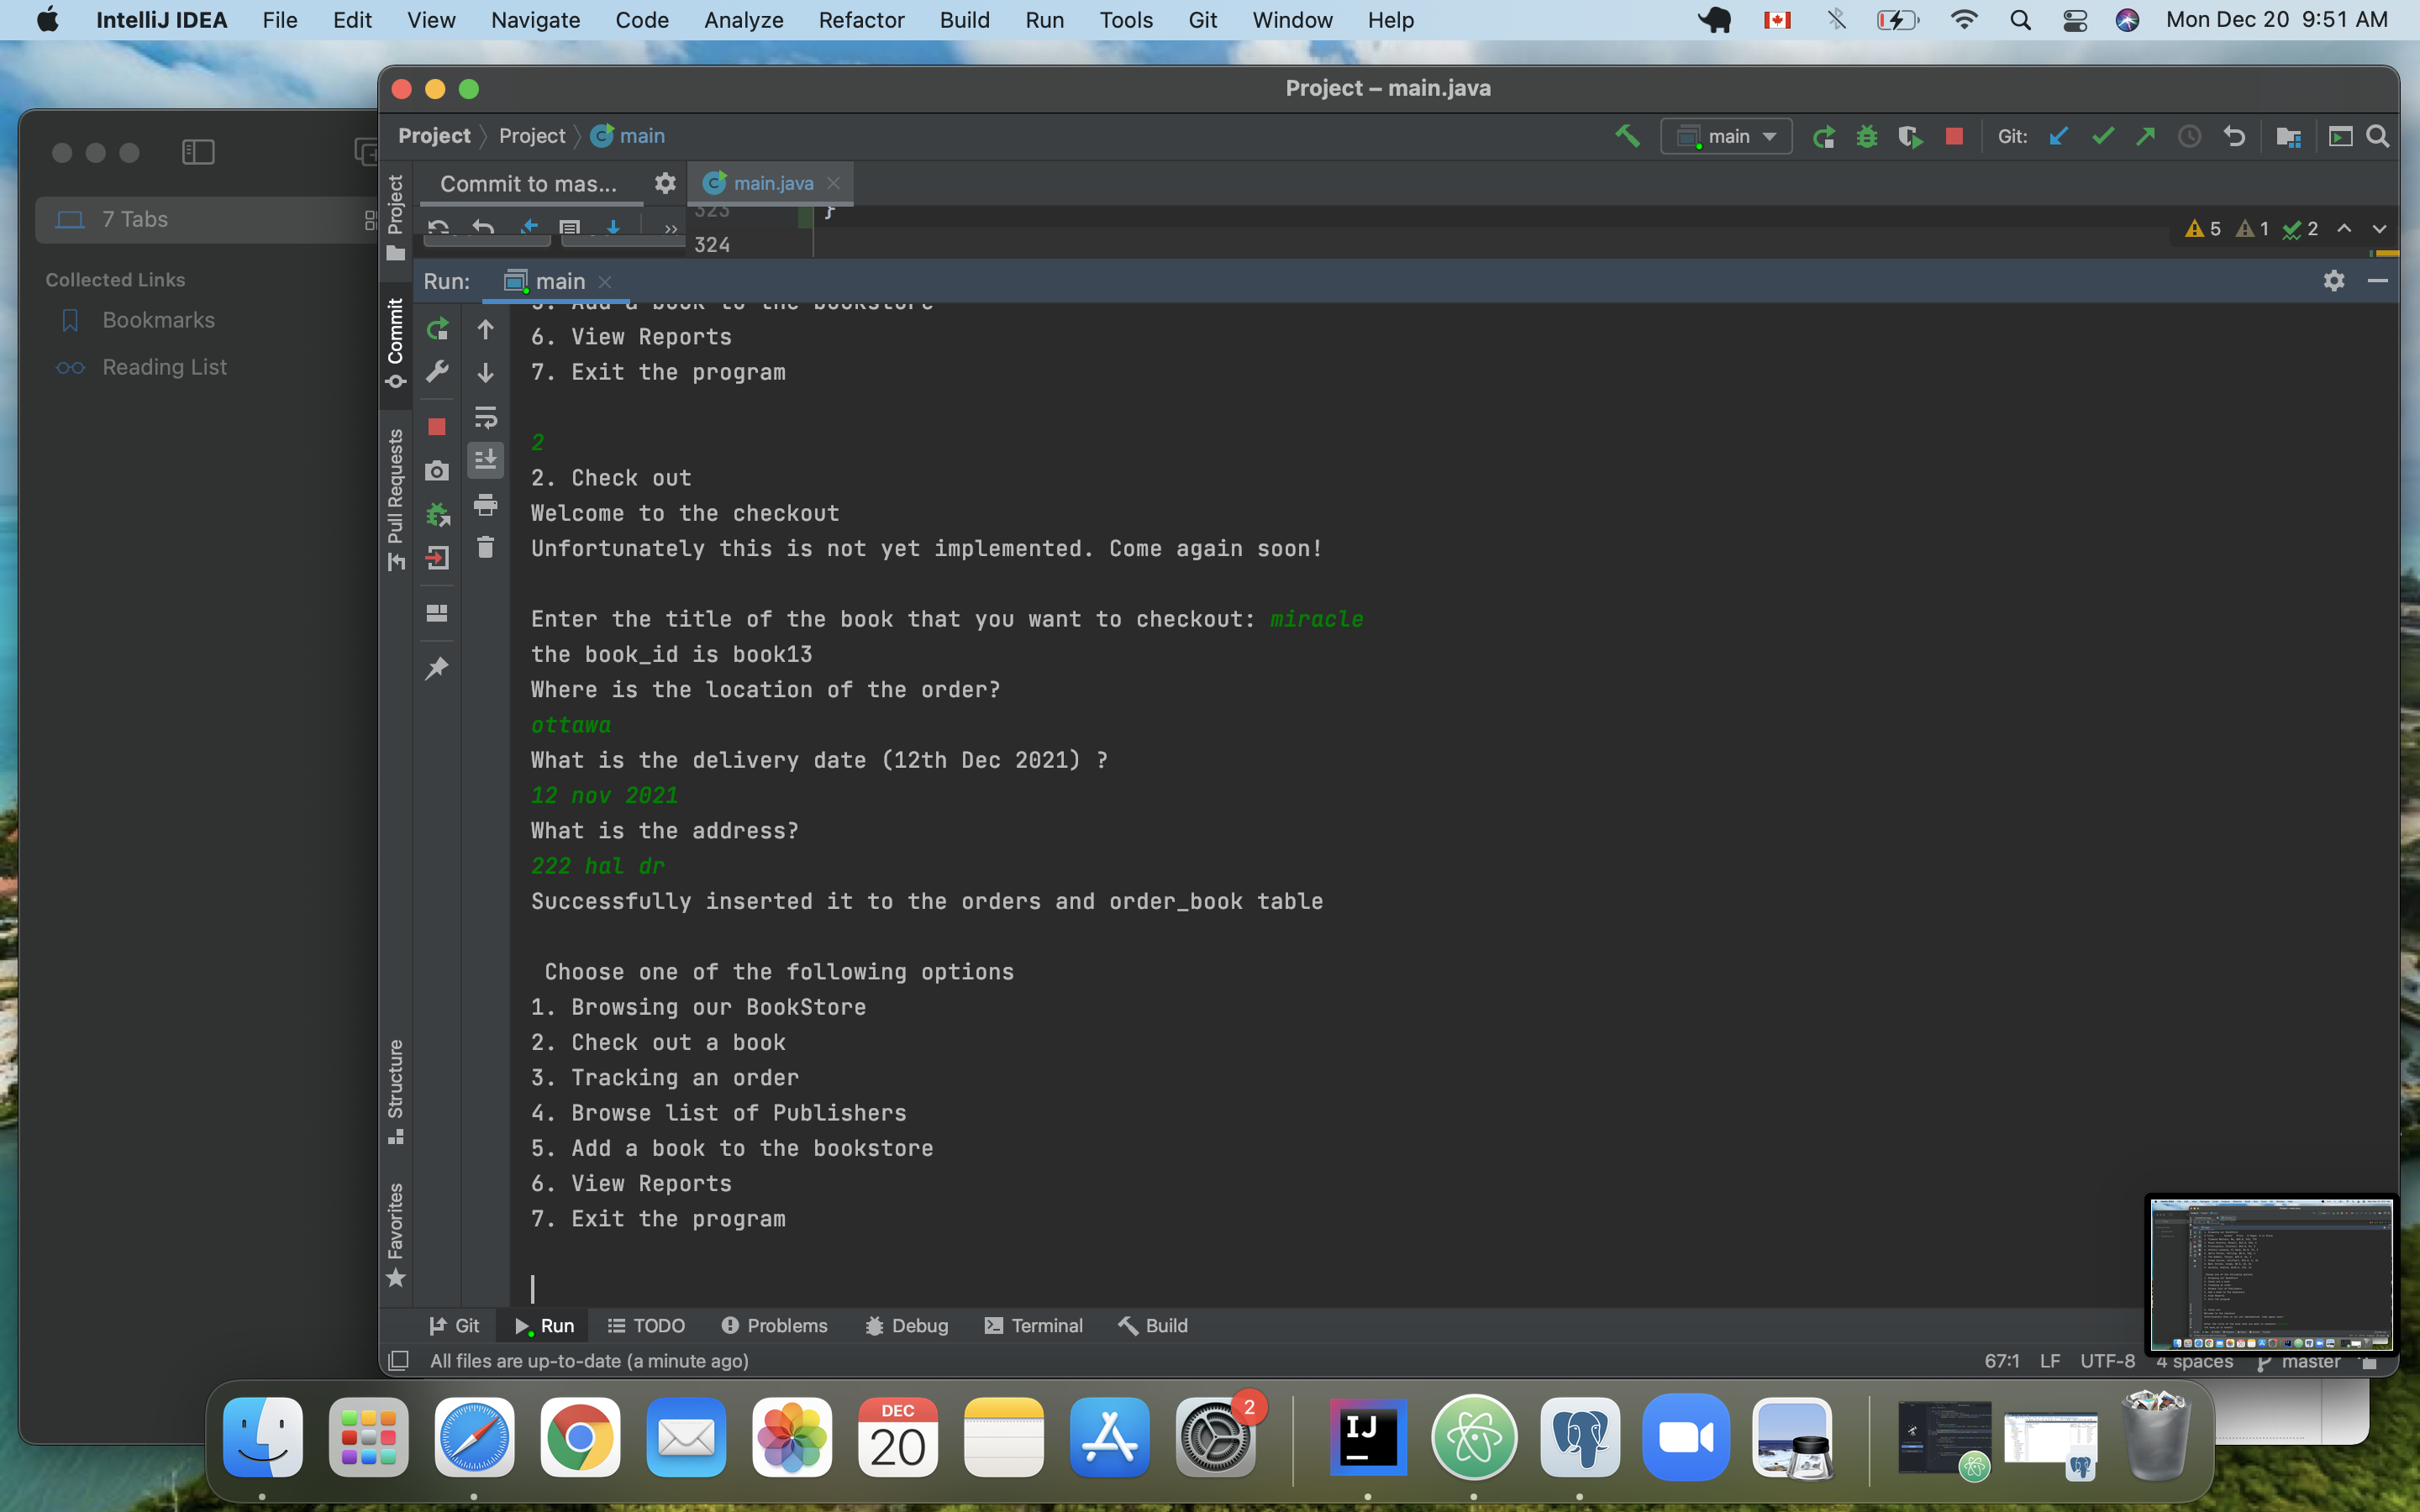 IntelliJ IDEA File Edit View Navigate Code Analyze Refactor Build Run Tools Git Window Help Mon Dec 20 9:51 AM
Project – main.java
Project Project main main Git:
7 Tabs
Collected Links
Bookmarks
Reading List
Project
Commit
Pull Requests
Structure
Favorites
Commit to mas... main.java
323 }
324
5 1 2
Run: main
5. Add a book to the bookstore
6. View Reports
7. Exit the program
2
2. Check out
Welcome to the checkout
Unfortunately this is not yet implemented. Come again soon!
Enter the title of the book that you want to checkout: miracle
the book_id is book13
Where is the location of the order?
ottawa
What is the delivery date (12th Dec 2021) ?
12 nov 2021
What is the address?
222 hal dr
Successfully inserted it to the orders and order_book table
Choose one of the following options
1. Browsing our BookStore
2. Check out a book
3. Tracking an order
4. Browse list of Publishers
5. Add a book to the bookstore
6. View Reports
7. Exit the program
Git Run TODO Problems Debug Terminal Build
All files are up-to-date (a minute ago) 67:1 LF UTF-8 4 spaces master
DEC
20
2
IJ